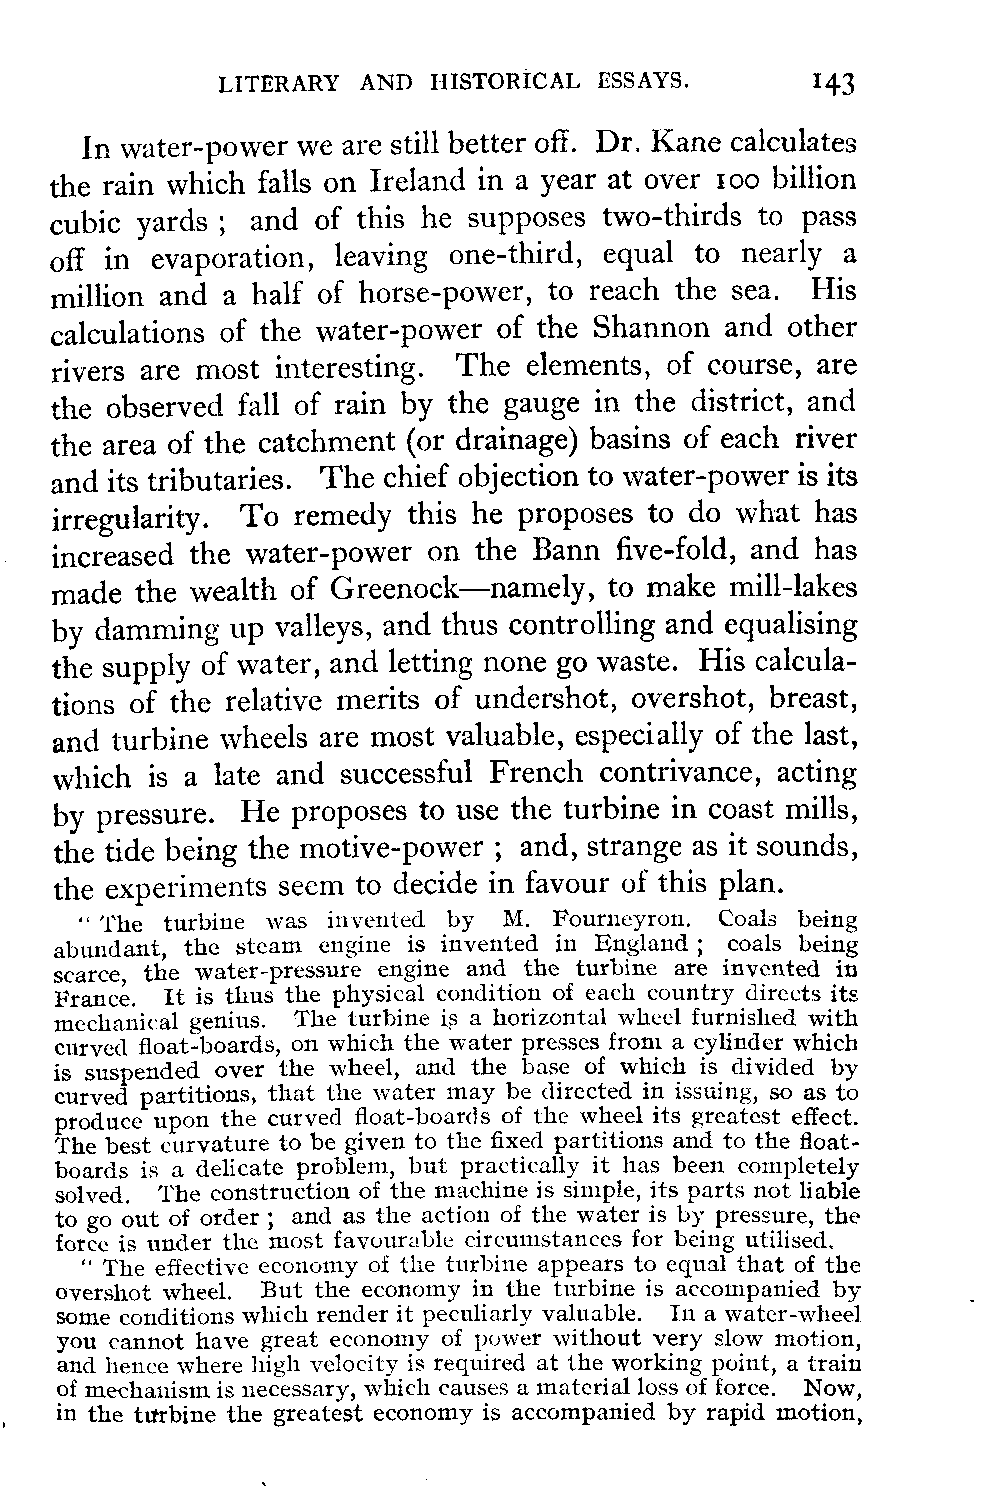 LITERARY AND HISTORICAL ESSAYS. 143
In water-power we are still better off. Dr. Kane calculates
the rain which falls on Ireland in a year at over 100 billion
cubic yards ; and of this he supposes two-thirds to pass
off in evaporation, leaving one-third, equal to nearly a
million and a half of horse-power, to reach the sea. His
calculations of the water-power of the Shannon and other
rivers are most interesting. The elements, of course, are
the observed fall of rain by the gauge in the district, and
the area of the catchment (or drainage) basins of each river
and its tributaries. The chief objection to water-power is its
irregularity. To remedy this he proposes to do what has
increased the water-power on the Bann five-fold, and has
made the wealth of Greenock—namely, to make mill-lakes
by damming up valleys, and thus controlling and equalising
the supply of water, and letting none go waste. His calcula-
tions of the relative merits of undershot, overshot, breast,
and turbine wheels are most valuable, especially of the last,
which is a late and successful French contrivance, acting
by pressure. He proposes to use the turbine in coast mills,
the tide being the motive-power ; and, strange as it sounds,
the experiments seem to decide in favour of this plan.
“ The turbine was invented by M. Fourneyron. Coals being
abundant, the steam engine is invented in England ; coals being
scarce, the water-pressure engine and the turbine are invented in
France. It is thus the physical condition of each country directs its
mechanical genius. The turbine is a horizontal wheel furnished with
curved float-boards, on which the water presses from a cylinder which
is suspended over the wheel, and the base of which is divided by
curved partitions, that the water may be directed in issuing, so as to
produce upon the curved float-boards of the wheel its greatest effect.
The best curvature to be given to the fixed partitions and to the float-
boards is a delicate problem, but practically it has been completely
solved. The construction of the machine is simple, its parts not liable
to go out of order ; and as the action of the water is by pressure, the
force is under the most favourable circumstances for being utilised.
“ The effective economy of the turbine appears to equal that of the
overshot wheel. But the economy in the turbine is accompanied by
some conditions which render it peculiarly valuable. In a water-wheel
you cannot have great economy of power without very slow motion,
and hence where high velocity is required at the working point, a train
of mechanism is necessary, which causes a material loss of force. Now,
in the turbine the greatest economy is accompanied by rapid motion,